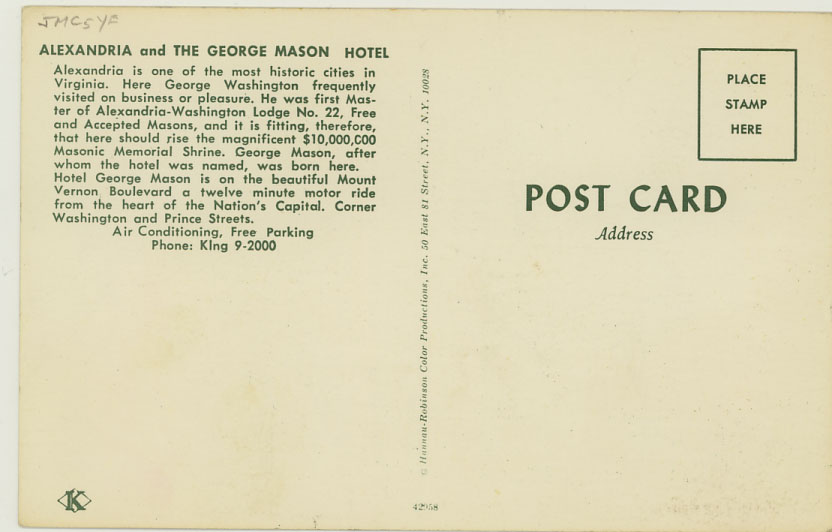 JMC5YF
ALEXANDRIA and THE GEORGE MASON HOTEL
Alexandria is one of the most historic cities in
Virginia. Here George Washington frequently
visited on business or pleasure. He was first Mas-
ter of Alexandria-Washington Lodge No. 22, Free
and Accepted Masons, and it is fitting, therefore,
that here should rise the magnificent $10,000,000
Masonic Memorial Shrine. George Mason, after
whom the hotel was named, was born here.
Hotel George Mason is on the beautiful Mount
Vernon Boulevard a twelve minute motor ride
from the heart of the Nation's Capital. Corner
Washington and Prince Streets.
Air Conditioning, Free Parking
Phone: KIng 9-2000
K
© Hannau-Robinson Color Productions, Inc. 50 East 81 Street, N.Y., N.Y. 10028
42958
PLACE
STAMP
HERE
POST CARD
Address